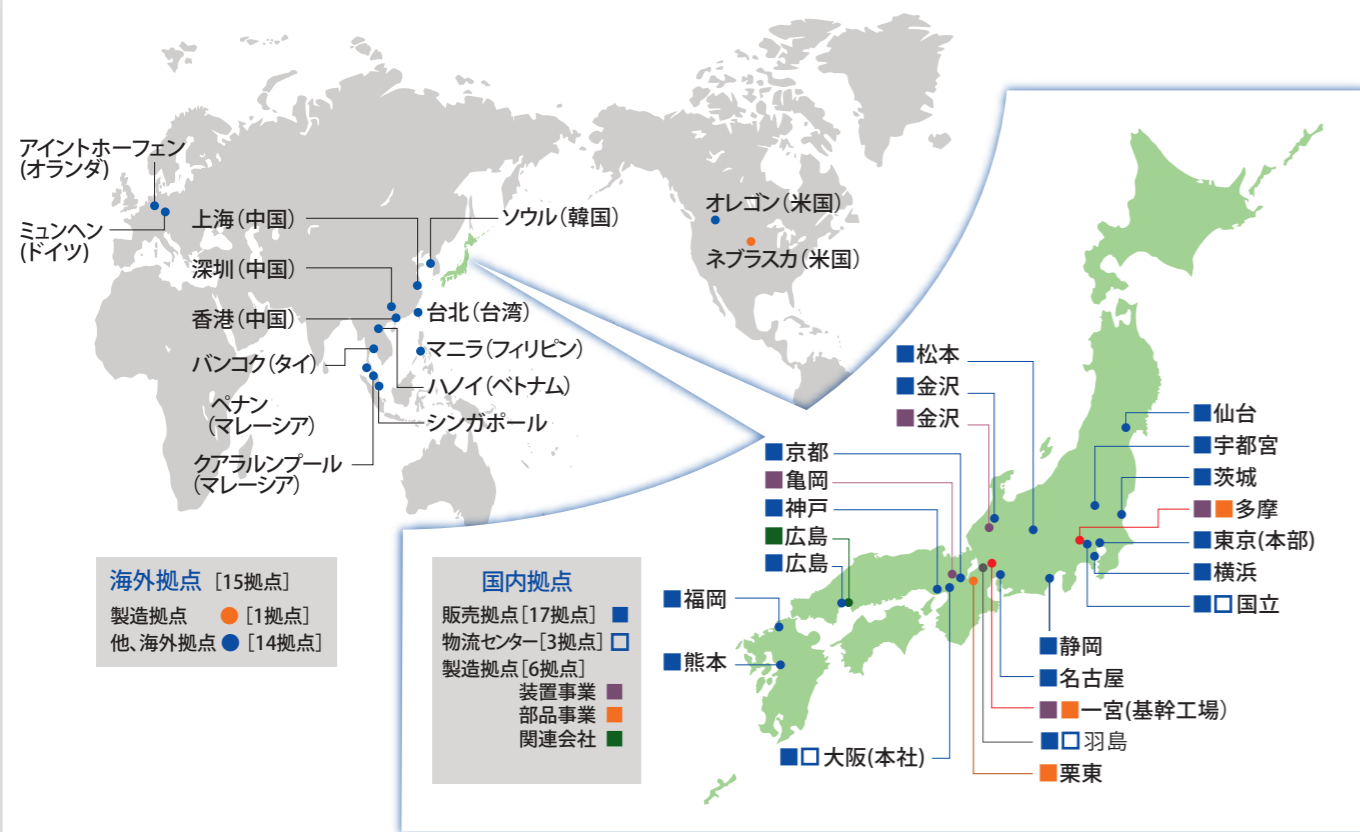 アイントホーフェン
(オランダ)
ミュンヘン
(ドイツ)
上海(中国)
深圳(中国)
香港(中国)
バンコク(タイ)
ペナン
(マレーシア)
クアラルンプール
(マレーシア)
ソウル(韓国)
台北(台湾)
マニラ(フィリピン)
ハノイ(ベトナム)
シンガポール
オレゴン(米国)
ネブラスカ(米国)
海外拠点 [15拠点]
製造拠点 [1拠点]
他、海外拠点 [14拠点]
国内拠点
販売拠点[17拠点]
物流センター[3拠点]
製造拠点[6拠点]
装置事業
部品事業
関連会社
松本
金沢
金沢
京都
亀岡
神戸
広島
広島
福岡
熊本
大阪(本社)
仙台
宇都宮
茨城
多摩
東京(本部)
横浜
国立
静岡
名古屋
一宮(基幹工場)
羽島
栗東